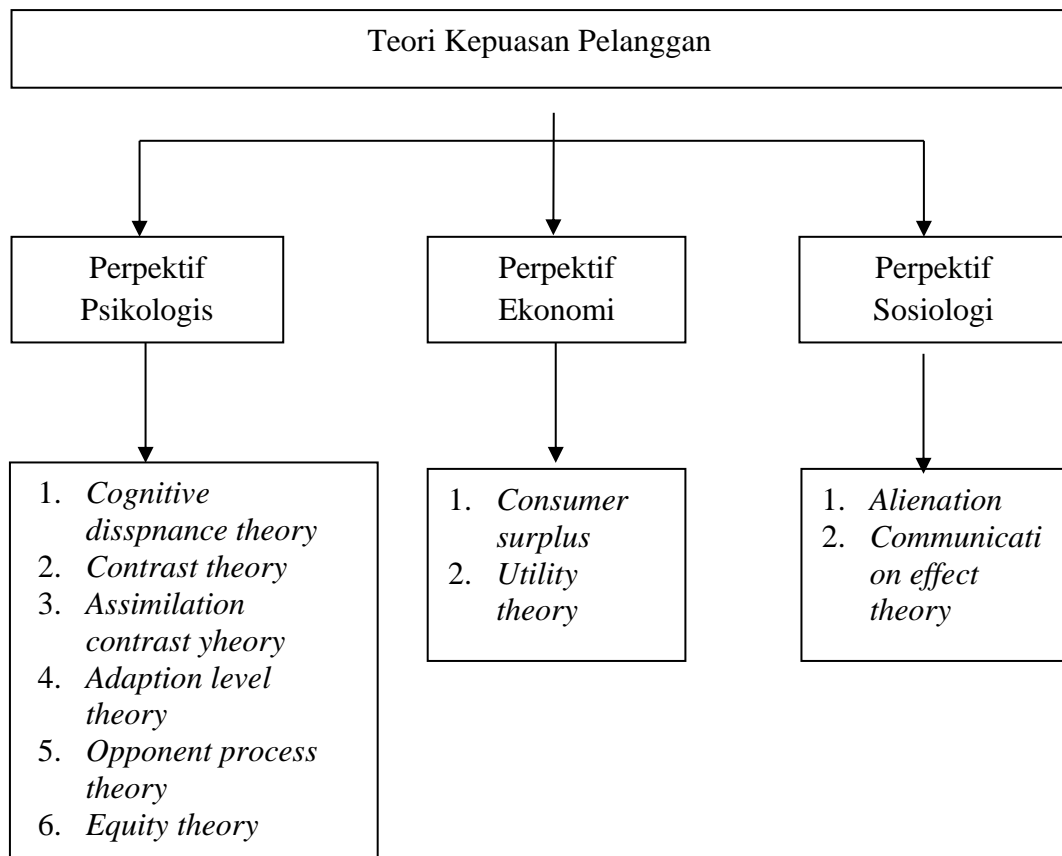 Teori Kepuasan Pelanggan
Perpektif
Psikologis
Perpektif
Ekonomi
Perpektif
Sosiologi
1. Cognitive
disspnance theory
2. Contrast theory
3. Assimilation
contrast yheory
4. Adaption level
theory
5. Opponent process
theory
6. Equity theory
1. Consumer
surplus
2. Utility
theory
1. Alienation
2. Communicati
on effect
theory